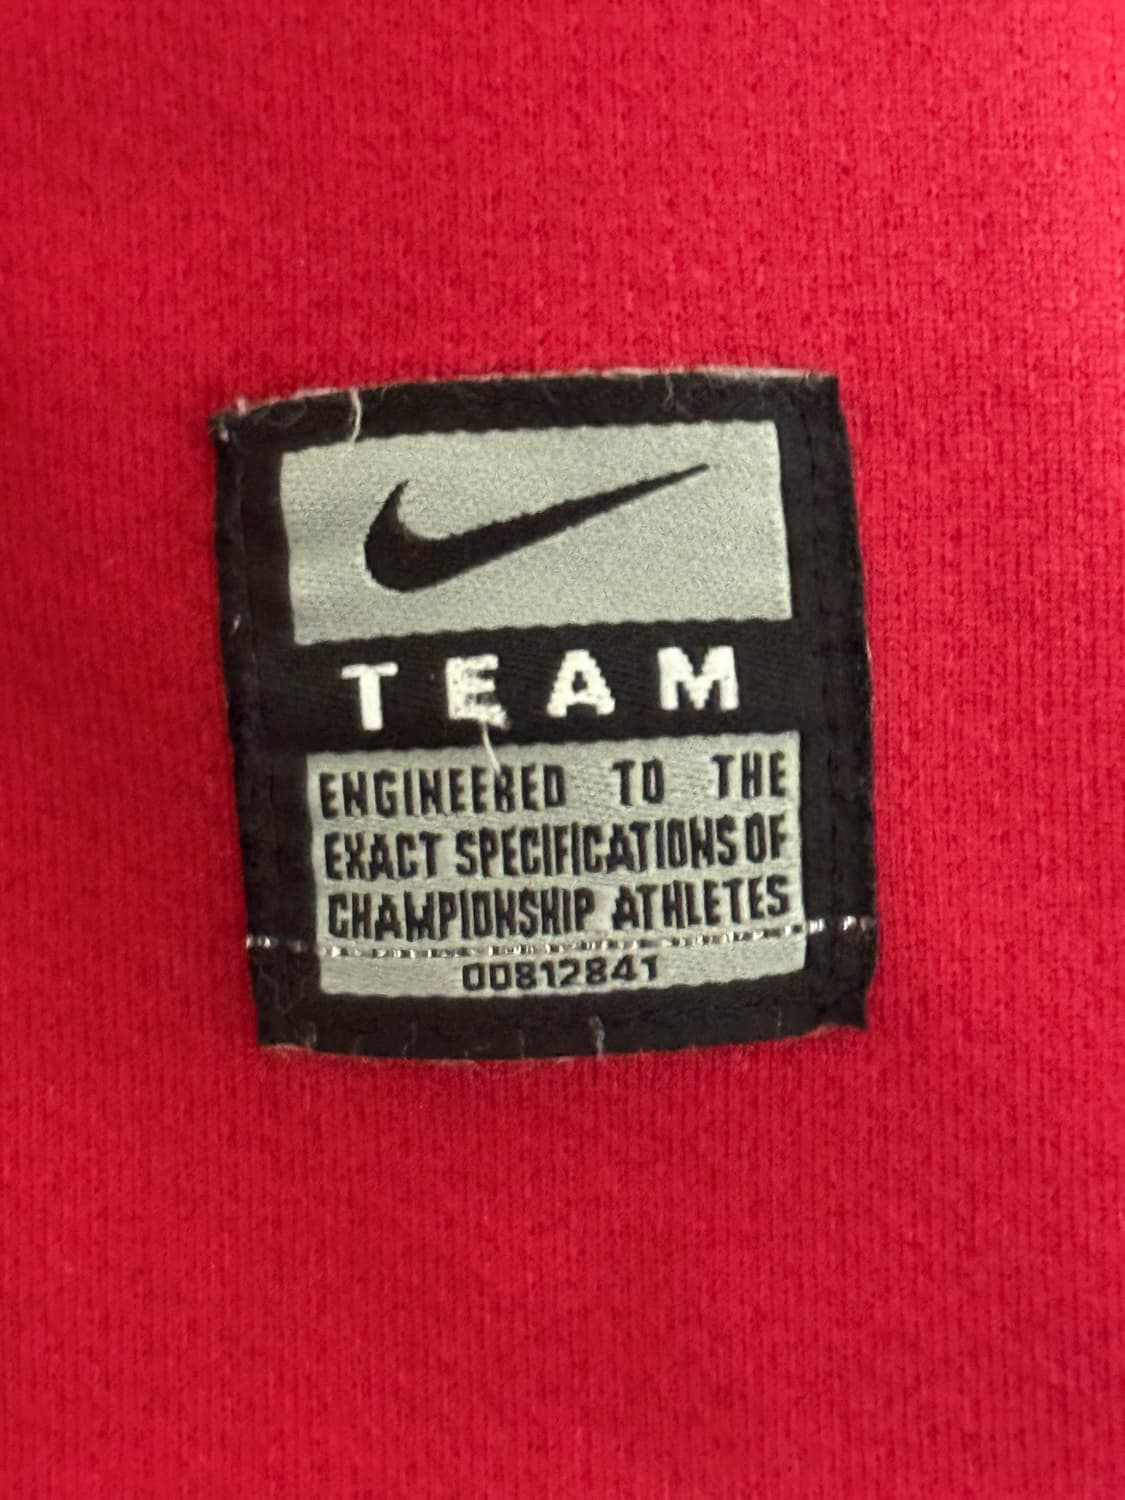 TEAM
ENGINEERED TO THE
EXACT SPECIFICATIONS OF
CHAMPIONSHIP ATHLETES
00812841